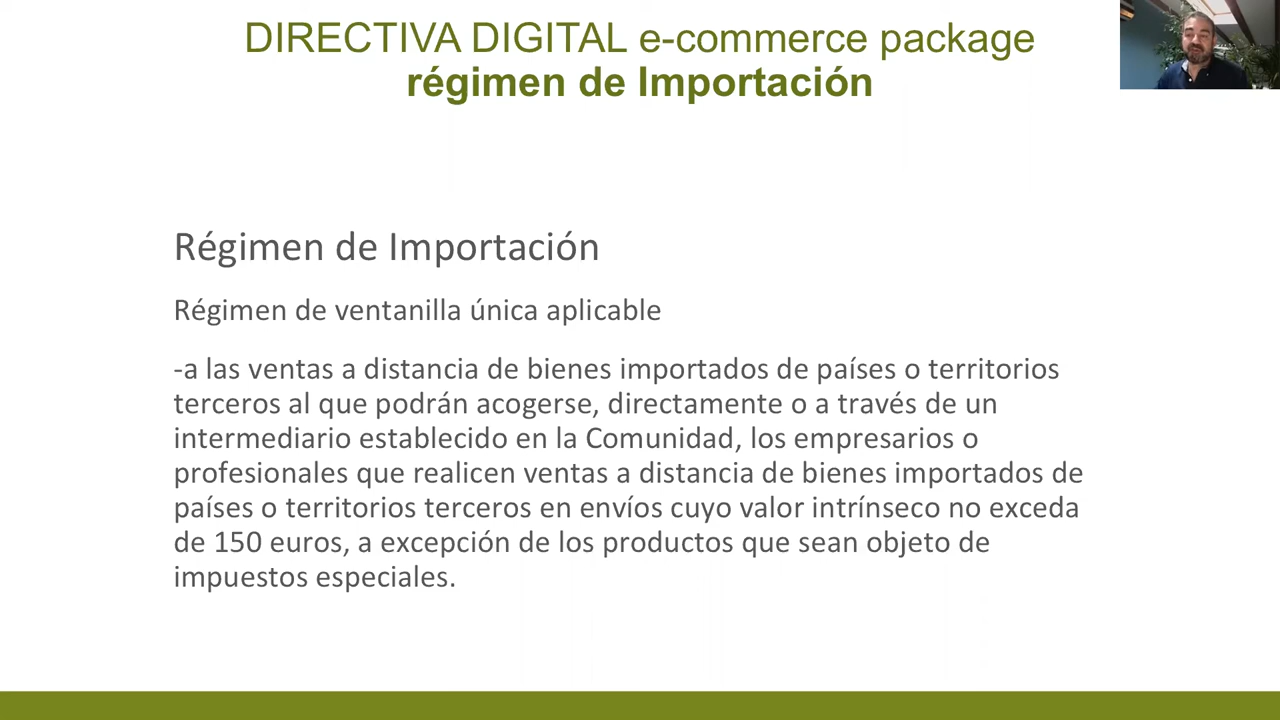 DIRECTIVA DIGITAL e-commerce package
régimen de Importación
Régimen de Importación
Régimen de ventanilla única aplicable
-a las ventas a distancia de bienes importados de países o territorios
terceros al que podrán acogerse, directamente o a través de un
intermediario establecido en la Comunidad, los empresarios o
profesionales que realicen ventas a distancia de bienes importados de
países o territorios terceros en envíos cuyo valor intrínseco no exceda
de 150 euros, a excepción de los productos que sean objeto de
impuestos especiales.